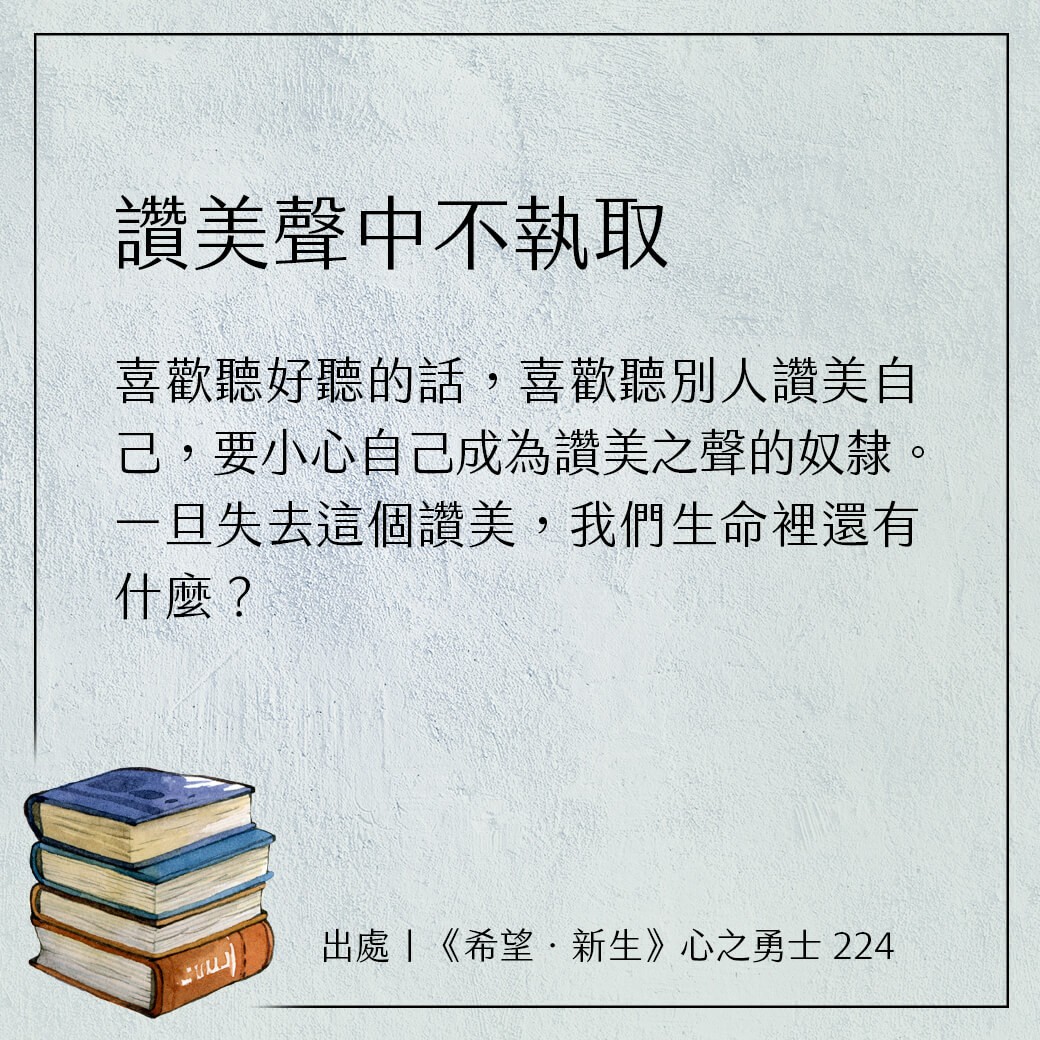 讚美聲中不執取
喜歡聽好聽的話，喜歡聽別人讚美自
己，要小心自己成為讚美之聲的奴隸。
一旦失去這個讚美，我們生命裡還有
什麼？
出處｜《希望．新生》心之勇士 224